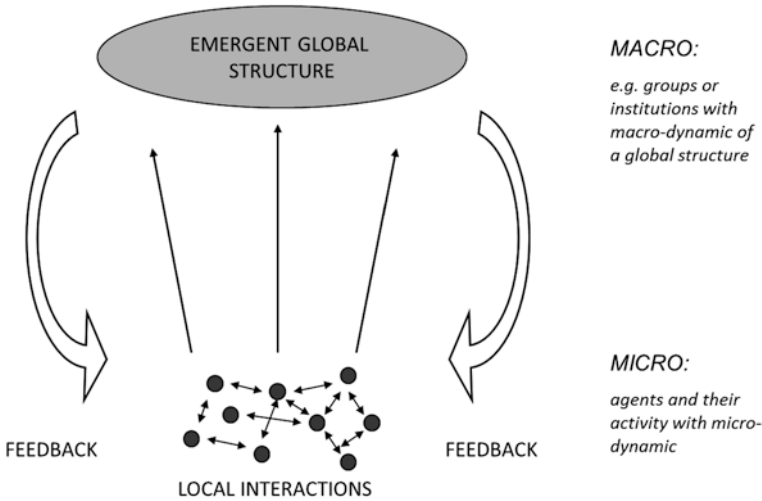 EMERGENT GLOBAL
STRUCTURE
MACRO:
e.g. groups or
institutions with
macro-dynamic of
a global structure
MICRO:
agents and their
activity with micro-
dynamic
FEEDBACK
FEEDBACK
LOCAL INTERACTIONS